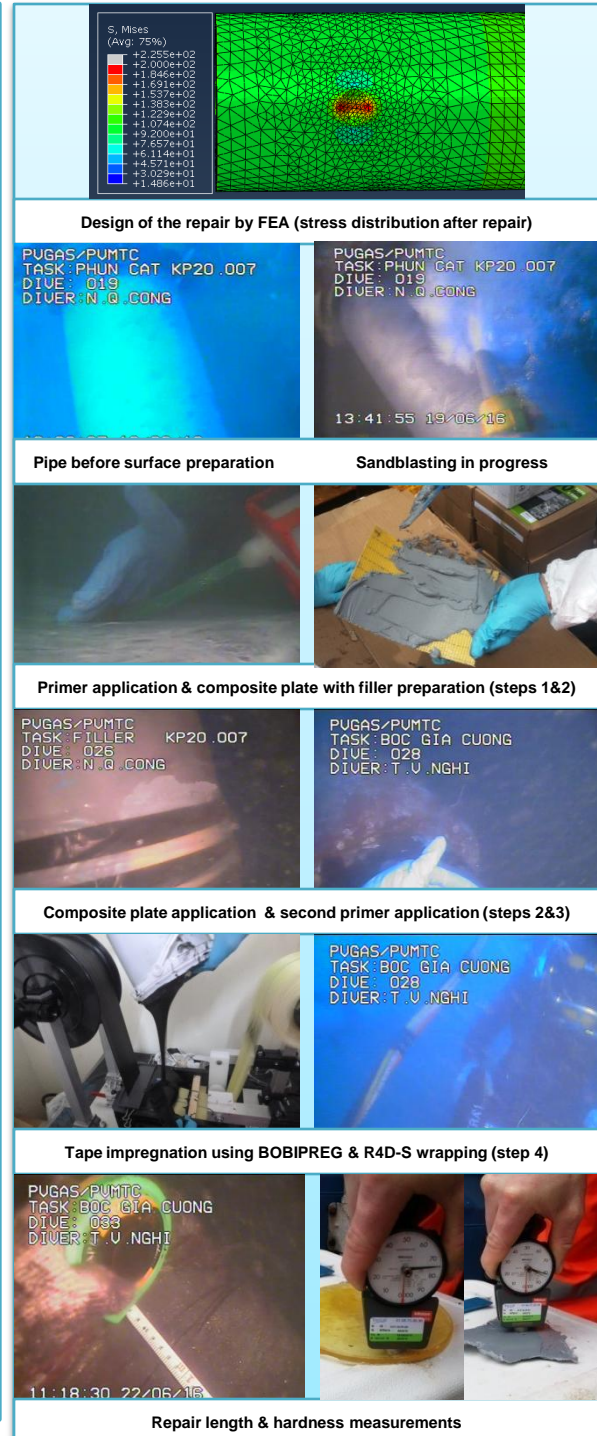 S, Mises
(Avg: 75%)
+2.255e+02
+2.000e+02
+1.846e+02
+1.691e+02
+1.537e+02
+1.383e+02
+1.229e+02
+1.074e+02
+9.200e+01
+7.657e+01
+6.114e+01
+4.571e+01
+3.029e+01
+1.486e+01
Design of the repair by FEA (stress distribution after repair)
PVGAS/PVMTC
TASK:PHUN CAT KP20.007
DIVE: 019
DIVER:N.Q.CONG
PVGAS/PVMTC
TASK:PHUN CAT KP20.007
DIVE: 019
DIVER:N.Q.CONG
13:41:55 19/06/16
Pipe before surface preparation
Sandblasting in progress
Primer application & composite plate with filler preparation (steps 1&2)
PVGAS/PVMTC
TASK:FILLER KP20.007
DIVE: 026
DIVER:N.Q.CONG
PVGAS/PVMTC
TASK:BOC GIA CUONG
DIVE: 028
DIVER:T.V.NGHI
Composite plate application & second primer application (steps 2&3)
PVGAS/PVMTC
TASK:BOC GIA CUONG
DIVE: 028
DIVER:T.V.NGHI
Tape impregnation using BOBIPREG & R4D-S wrapping (step 4)
PVGAS/PVMTC
TASK:BOC GIA CUONG
DIVE: 033
DIVER:T.V.NGHI
11:18:30 22/06/16
Repair length & hardness measurements